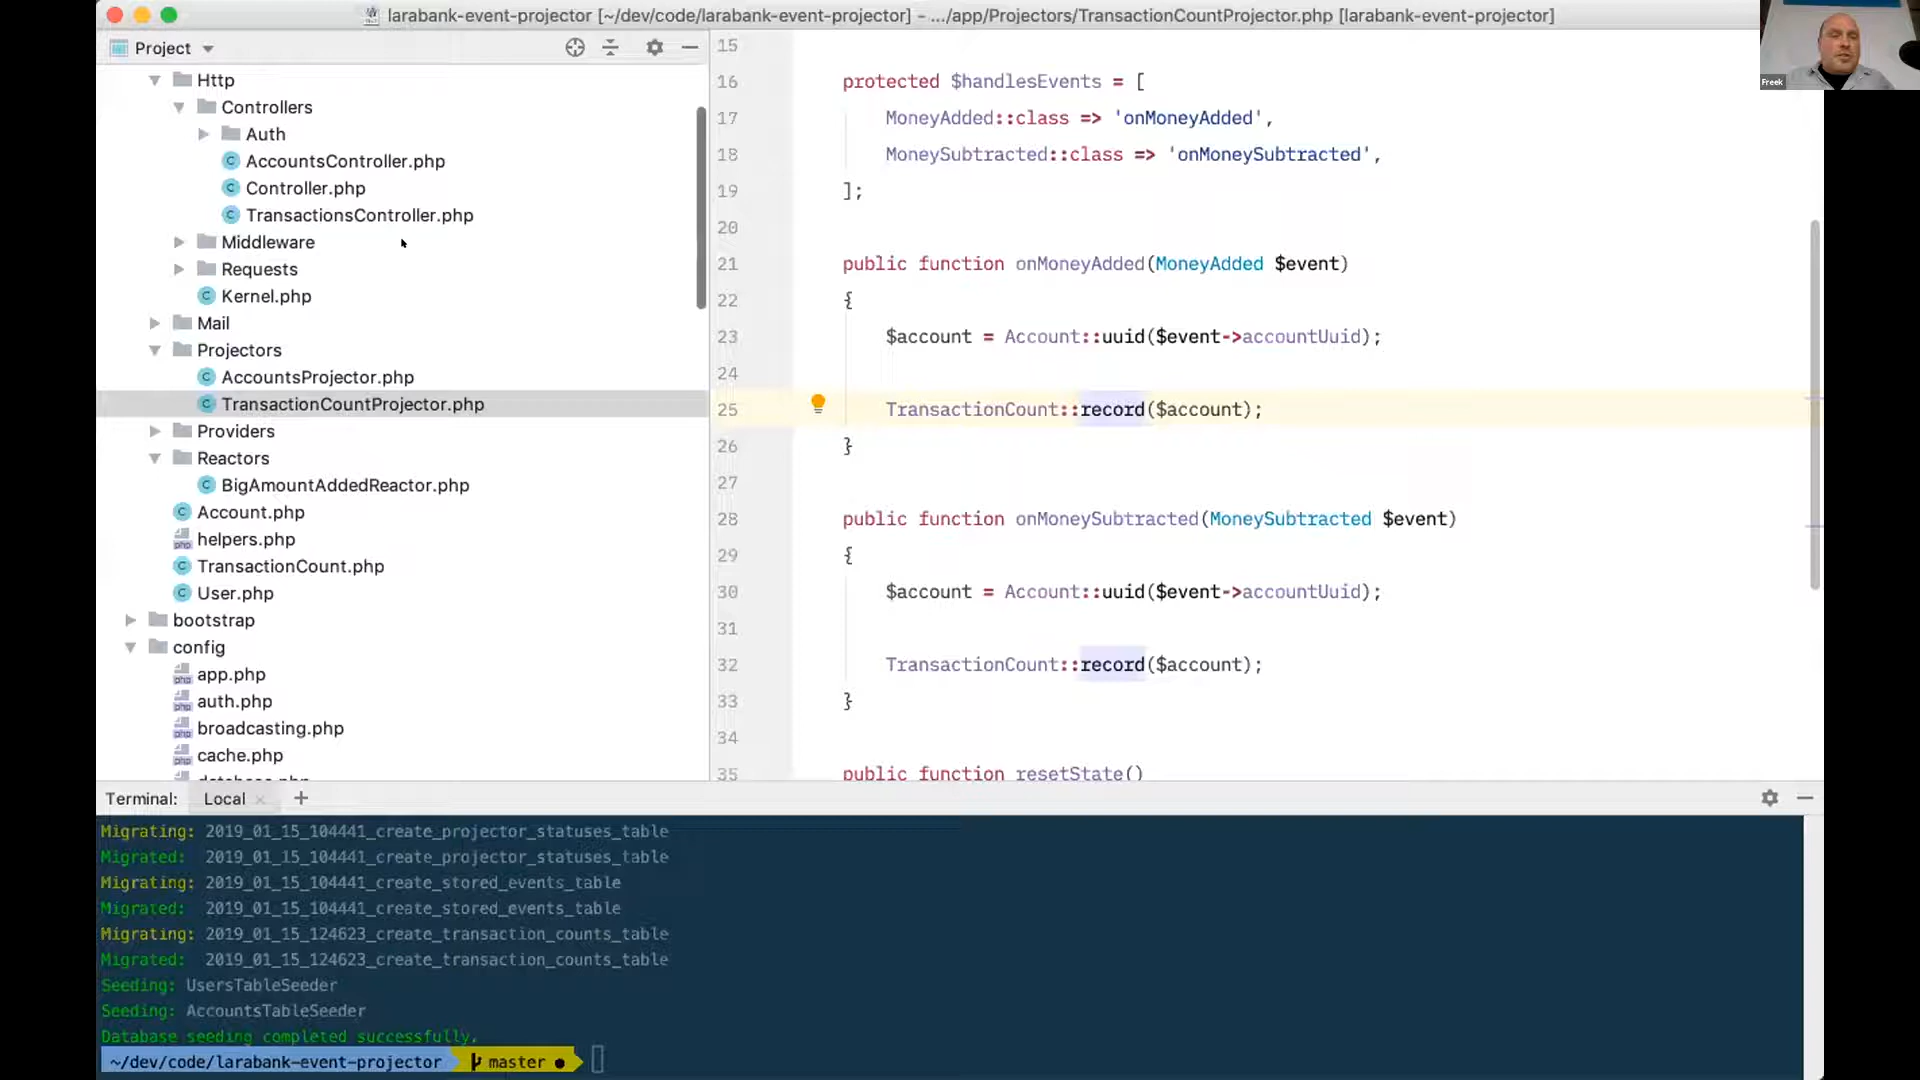 larabank-event-projector [~/dev/code/larabank-event-projector] - .../app/Projectors/TransactionCountProjector.php [larabank-event-projector]
Freek
Project
Http
Controllers
Auth
AccountsController.php
Controller.php
TransactionsController.php
Middleware
Requests
Kernel.php
Mail
Projectors
AccountsProjector.php
TransactionCountProjector.php
Providers
Reactors
BigAmountAddedReactor.php
Account.php
helpers.php
TransactionCount.php
User.php
bootstrap
config
app.php
auth.php
broadcasting.php
cache.php
database.php
15
16 protected $handlesEvents = [
17 MoneyAdded::class => 'onMoneyAdded',
18 MoneySubtracted::class => 'onMoneySubtracted',
19 ];
20
21 public function onMoneyAdded(MoneyAdded $event)
22 {
23 $account = Account::uuid($event->accountUuid);
24
25 TransactionCount::record($account);
26 }
27
28 public function onMoneySubtracted(MoneySubtracted $event)
29 {
30 $account = Account::uuid($event->accountUuid);
31
32 TransactionCount::record($account);
33 }
34
35 public function resetState()
Terminal: Local × +
Migrating: 2019_01_15_104441_create_projector_statuses_table
Migrated: 2019_01_15_104441_create_projector_statuses_table
Migrating: 2019_01_15_104441_create_stored_events_table
Migrated: 2019_01_15_104441_create_stored_events_table
Migrating: 2019_01_15_124623_create_transaction_counts_table
Migrated: 2019_01_15_124623_create_transaction_counts_table
Seeding: UsersTableSeeder
Seeding: AccountsTableSeeder
Database seeding completed successfully.
~/dev/code/larabank-event-projector master ●